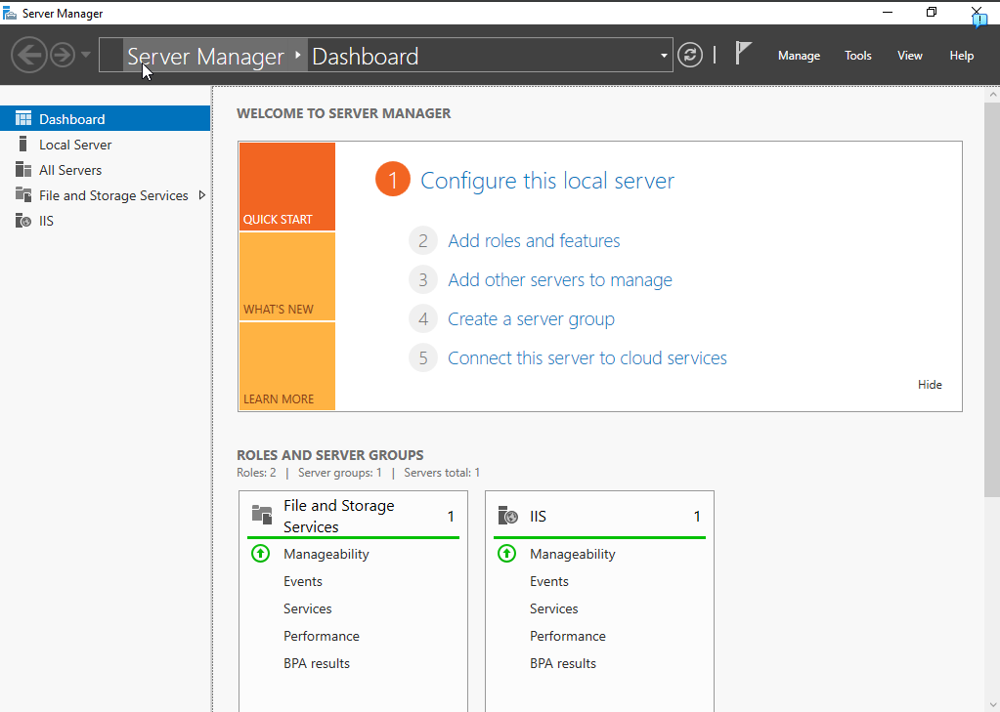 Server Manager
Server Manager Dashboard
Manage Tools View Help
Dashboard
Local Server
All Servers
File and Storage Services
IIS
WELCOME TO SERVER MANAGER
QUICK START
WHAT'S NEW
LEARN MORE
1 Configure this local server
2 Add roles and features
3 Add other servers to manage
4 Create a server group
5 Connect this server to cloud services
Hide
ROLES AND SERVER GROUPS
Roles: 2 | Server groups: 1 | Servers total: 1
File and Storage
Services 1
Manageability
Events
Services
Performance
BPA results
IIS 1
Manageability
Events
Services
Performance
BPA results